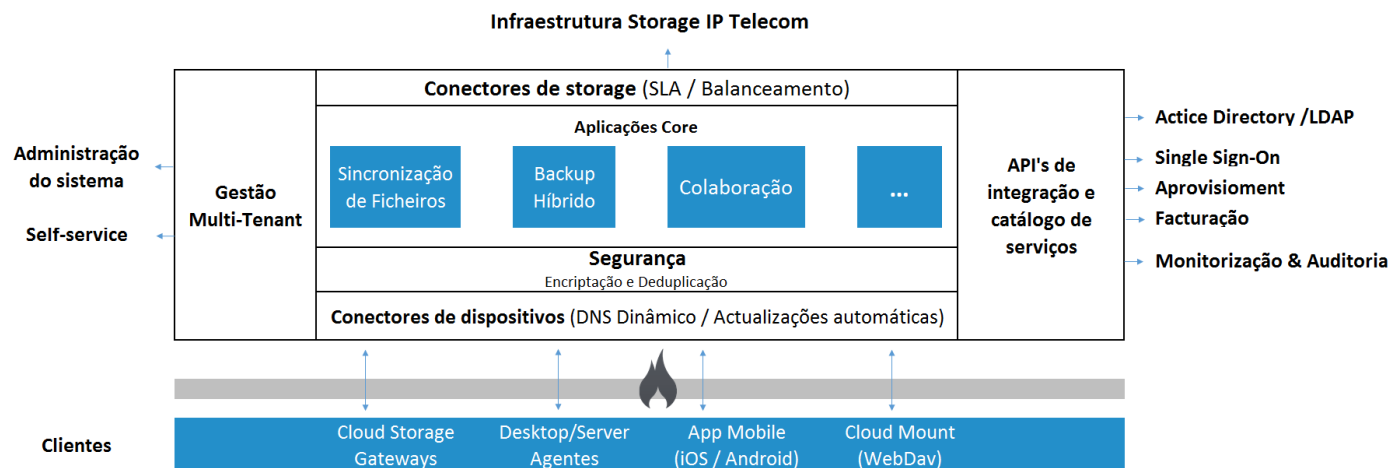 Infraestrutura Storage IP Telecom
Conectores de storage (SLA / Balanceamento)
Aplicações Core
Administração
do sistema
Self-service
Gestão
Multi-Tenant
Sincronização
de Ficheiros
Backup
Híbrido
Colaboração
...
API's de
integração e
catálogo de
serviços
Actice Directory /LDAP
Single Sign-On
Aprovisioment
Facturação
Monitorização & Auditoria
Segurança
Encriptação e Deduplicação
Conectores de dispositivos (DNS Dinâmico / Actualizações automáticas)
Clientes
Cloud Storage
Gateways
Desktop/Server
Agentes
App Mobile
(iOS / Android)
Cloud Mount
(WebDav)